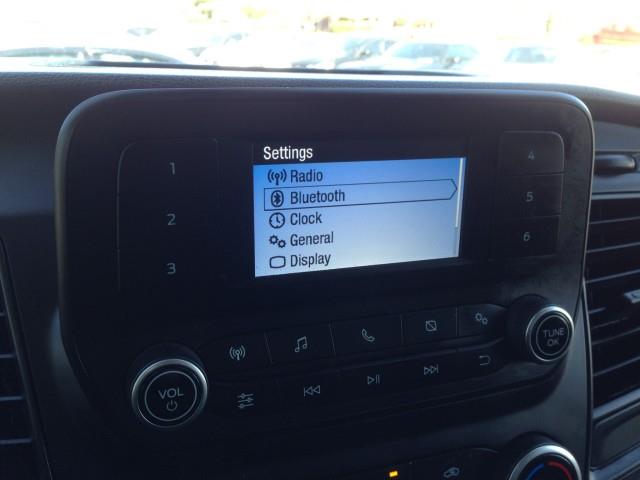 Settings
Radio
Bluetooth
Clock
General
Display
1
2
3
4
5
6
VOL
TUNE
OK